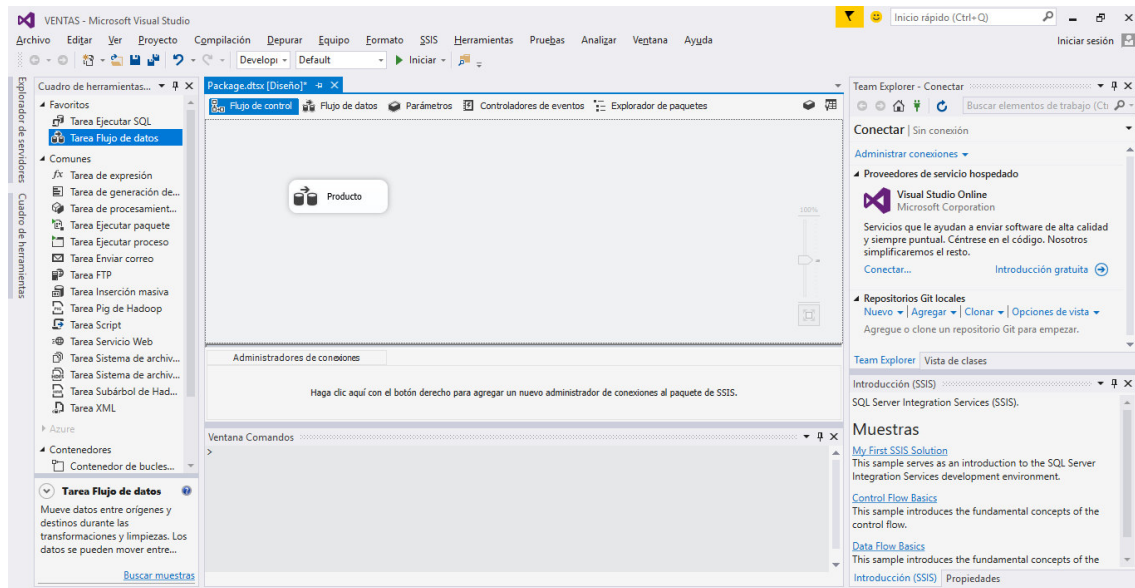 VENTAS - Microsoft Visual Studio
Inicio rápido (Ctrl+Q)
Archivo Editar Ver Proyecto Compilación Depurar Equipo Formato SSIS Herramientas Pruebas Analizar Ventana Ayuda
Iniciar sesión
Developi Default Iniciar
Explorador de servidores
Cuadro de herramientas
Cuadro de herramientas...
Favoritos
Tarea Ejecutar SQL
Tarea Flujo de datos
Comunes
Tarea de expresión
Tarea de generación de...
Tarea de procesamient...
Tarea Ejecutar paquete
Tarea Ejecutar proceso
Tarea Enviar correo
Tarea FTP
Tarea Inserción masiva
Tarea Pig de Hadoop
Tarea Script
Tarea Servicio Web
Tarea Sistema de archiv...
Tarea Sistema de archiv...
Tarea Subárbol de Had...
Tarea XML
Azure
Contenedores
Contenedor de bucles...
Tarea Flujo de datos
Mueve datos entre orígenes y
destinos durante las
transformaciones y limpiezas. Los
datos se pueden mover entre...
Buscar muestras
Package.dtsx [Diseño]*
Flujo de control Flujo de datos Parámetros Controladores de eventos Explorador de paquetes
Producto
100%
Administradores de conexiones
Haga clic aquí con el botón derecho para agregar un nuevo administrador de conexiones al paquete de SSIS.
Ventana Comandos
>
Team Explorer - Conectar
Buscar elementos de trabajo (Ctı
Conectar | Sin conexión
Administrar conexiones
Proveedores de servicio hospedado
Visual Studio Online
Microsoft Corporation
Servicios que le ayudan a enviar software de alta calidad
y siempre puntual. Céntrese en el código. Nosotros
simplificaremos el resto.
Conectar... Introducción gratuita
Repositorios Git locales
Nuevo | Agregar | Clonar | Opciones de vista
Agregue o clone un repositorio Git para empezar.
Team Explorer Vista de clases
Introducción (SSIS)
SQL Server Integration Services (SSIS).
Muestras
My First SSIS Solution
This sample serves as an introduction to the SQL Server
Integration Services development environment.
Control Flow Basics
This sample introduces the fundamental concepts of the
control flow.
Data Flow Basics
This sample introduces the fundamental concepts of the
Introducción (SSIS) Propiedades